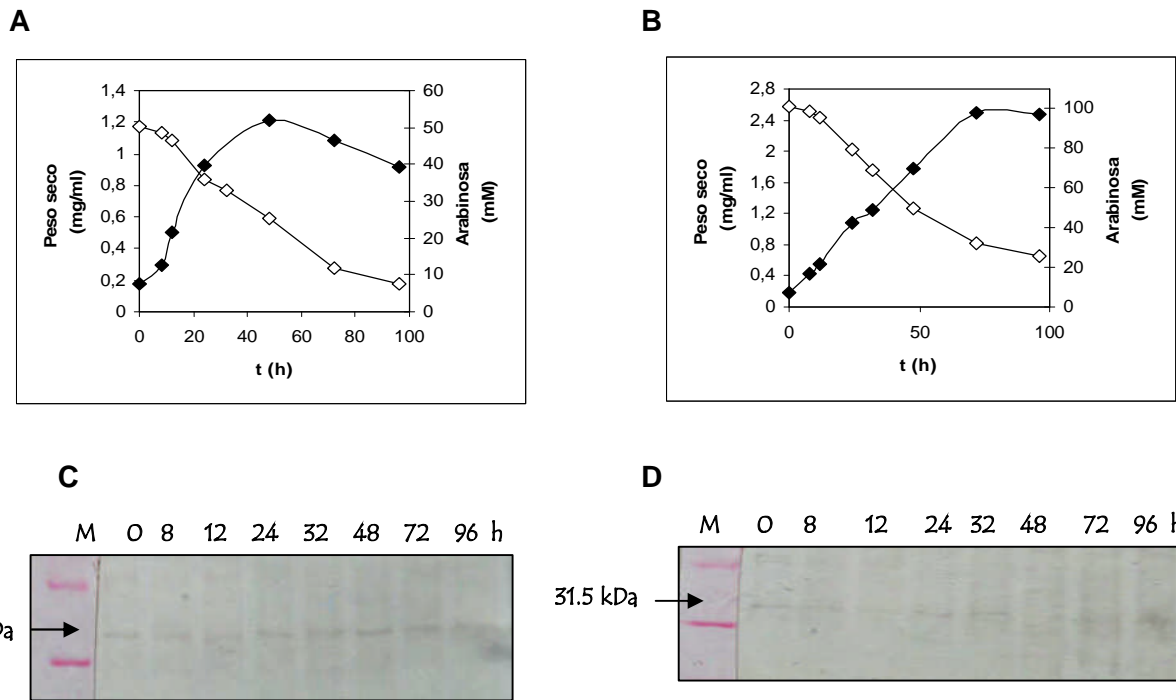 A
B
1,4
1,2
1
0,8
0,6
0,4
0,2
0
60
50
40
30
20
10
0
0 20 40 60 80 100
Peso seco
(mg/ml)
Arabinosa
(mM)
t (h)
2,8
2,4
2
1,6
1,2
0,8
0,4
0
100
80
60
40
20
0
0 50 100
Peso seco
(mg/ml)
Arabinosa
(mM)
t (h)
C
D
M 0 8 12 24 32 48 72 96 h
M 0 8 12 24 32 48 72 96
31.5 kDa